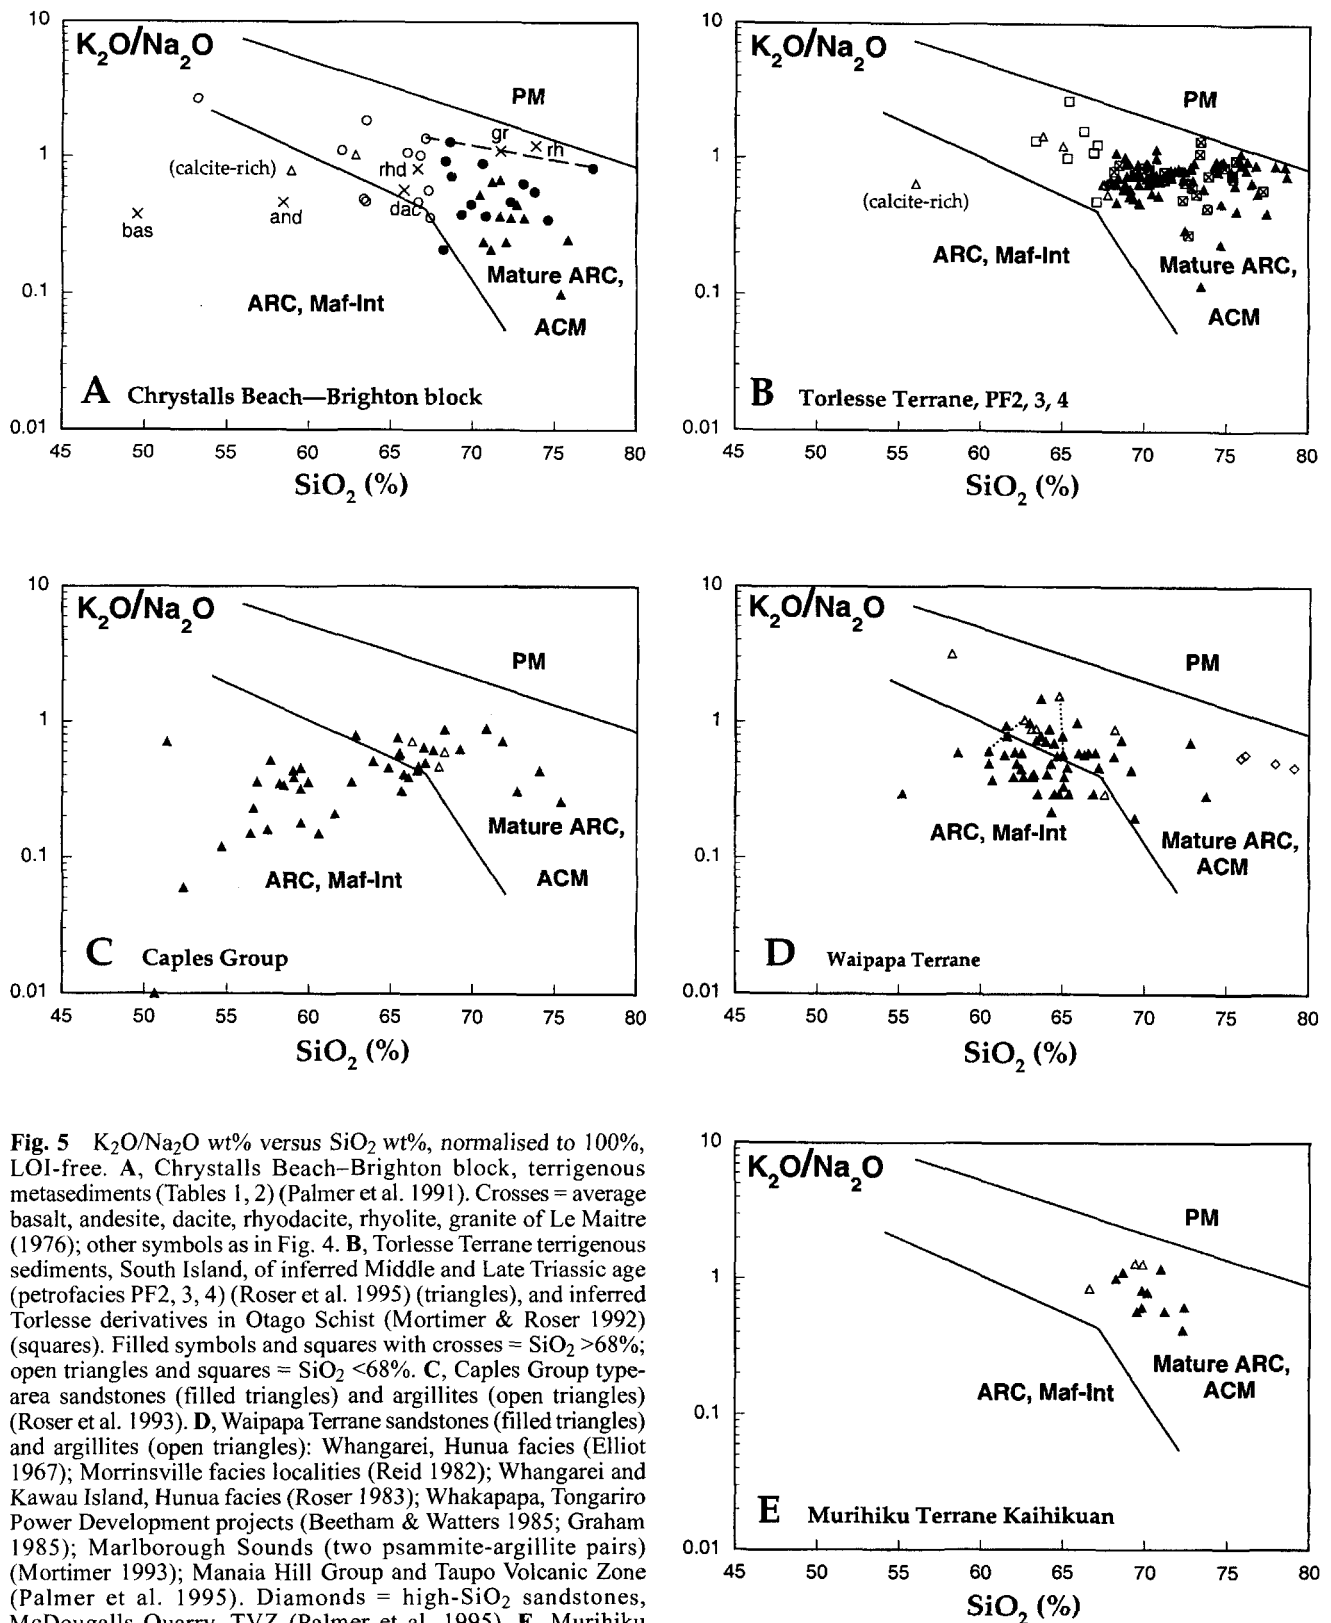 10
K2O/Na2O
PM
gr
rh
1
(calcite-rich)
rhd
dac
bas
and
0.1
Mature ARC,
ARC, Maf-Int
ACM
A Chrystalls Beach—Brighton block
0.01
45 50 55 60 65 70 75 80
SiO2 (%)
10
K2O/Na2O
PM
1
(calcite-rich)
ARC, Maf-Int
Mature ARC,
0.1
ACM
B Torlesse Terrane, PF2, 3, 4
0.01
45 50 55 60 65 70 75 80
SiO2 (%)
10
K2O/Na2O
PM
1
Mature ARC,
0.1
ARC, Maf-Int
ACM
C Caples Group
0.01
45 50 55 60 65 70 75 80
SiO2 (%)
10
K2O/Na2O
PM
1
ARC, Maf-Int
Mature ARC,
0.1
ACM
D Waipapa Terrane
0.01
45 50 55 60 65 70 75 80
SiO2 (%)
Fig. 5 K2O/Na2O wt% versus SiO2 wt%, normalised to 100%,
LOI-free. A, Chrystalls Beach–Brighton block, terrigenous
metasediments (Tables 1, 2) (Palmer et al. 1991). Crosses = average
basalt, andesite, dacite, rhyodacite, rhyolite, granite of Le Maitre
(1976); other symbols as in Fig. 4. B, Torlesse Terrane terrigenous
sediments, South Island, of inferred Middle and Late Triassic age
(petrofacies PF2, 3, 4) (Roser et al. 1995) (triangles), and inferred
Torlesse derivatives in Otago Schist (Mortimer & Roser 1992)
(squares). Filled symbols and squares with crosses = SiO2 >68%;
open triangles and squares = SiO2 <68%. C, Caples Group type-
area sandstones (filled triangles) and argillites (open triangles)
(Roser et al. 1993). D, Waipapa Terrane sandstones (filled triangles)
and argillites (open triangles): Whangarei, Hunua facies (Elliot
1967); Morrinsville facies localities (Reid 1982); Whangarei and
Kawau Island, Hunua facies (Roser 1983); Whakapapa, Tongariro
Power Development projects (Beetham & Watters 1985; Graham
1985); Marlborough Sounds (two psammite-argillite pairs)
(Mortimer 1993); Manaia Hill Group and Taupo Volcanic Zone
(Palmer et al. 1995). Diamonds = high-SiO2 sandstones,
McDougalls Quarry, TVZ (Palmer et al. 1995). E, Murihiku
10
K2O/Na2O
PM
1
Mature ARC,
ARC, Maf-Int
ACM
0.1
E Murihiku Terrane Kaihikuan
0.01
45 50 55 60 65 70 75 80
SiO2 (%)